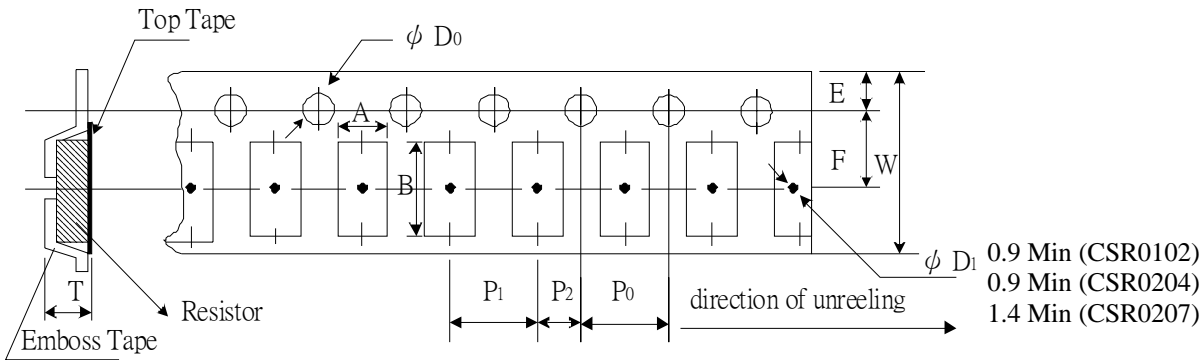 Top Tape
ϕ D0
A
E
F
W
B
T
P1
P2
P0
ϕ D1 0.9 Min (CSR0102)
0.9 Min (CSR0204)
1.4 Min (CSR0207)
direction of unreeling
Resistor
Emboss Tape